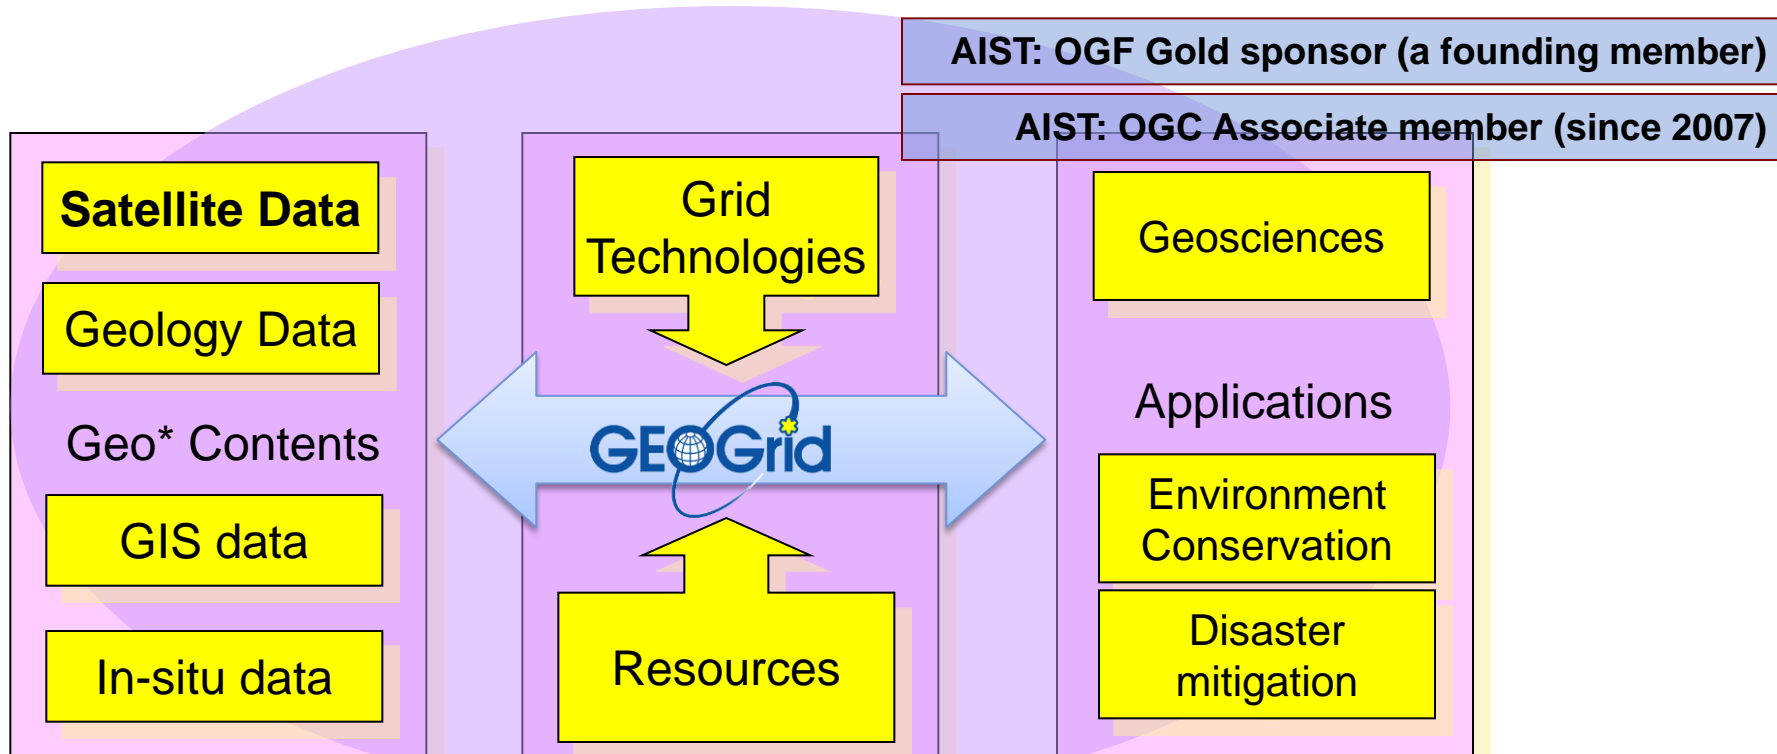 AIST: OGF Gold sponsor (a founding member)
AIST: OGC Associate member (since 2007)
Satellite Data
Geology Data
Geo* Contents
GIS data
In-situ data
Grid
Technologies
GEOGrid
Resources
Geosciences
Applications
Environment
Conservation
Disaster
mitigation